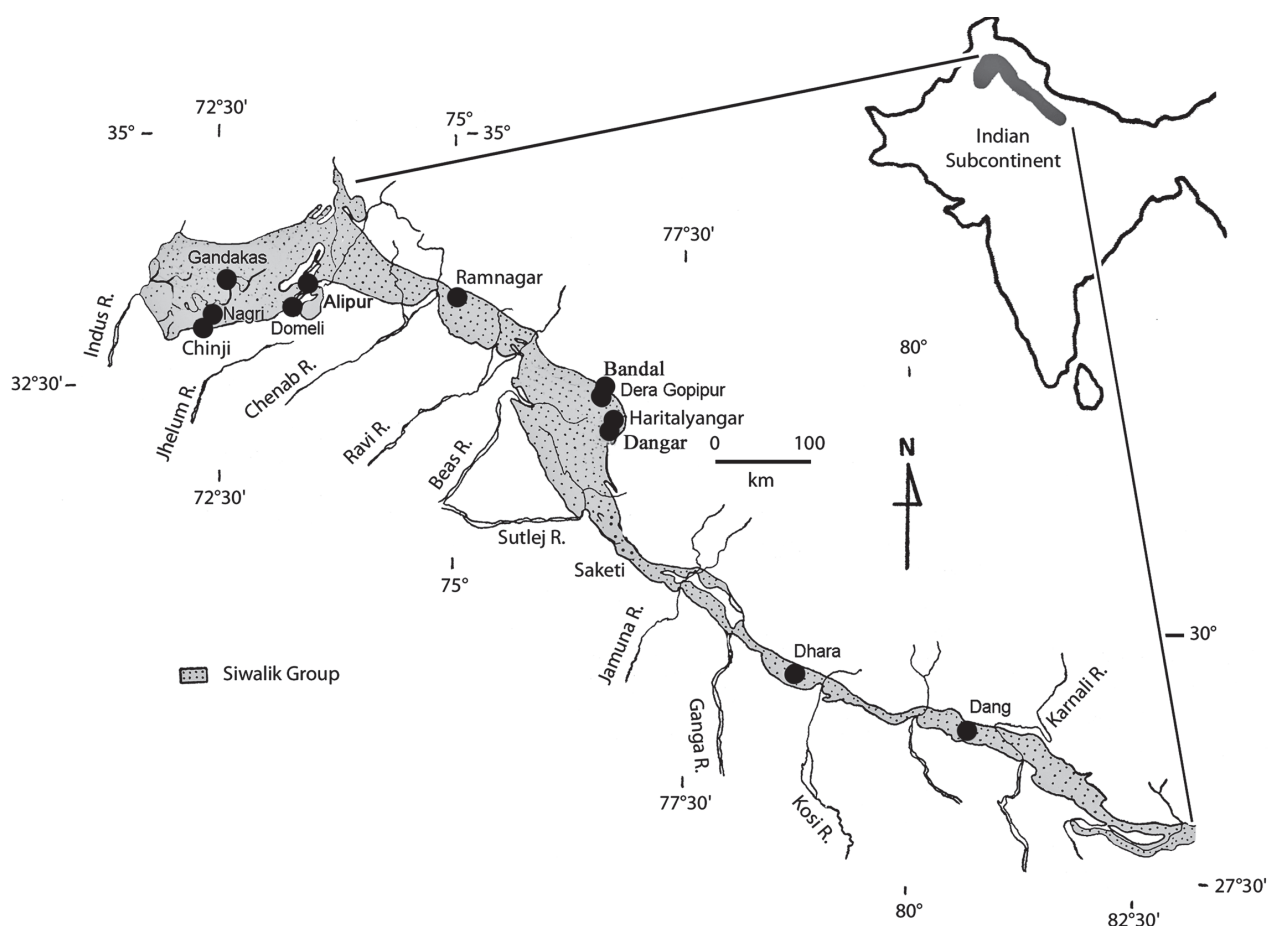 72°30'
75°
35°
35°
Indian
Subcontinent
77°30'
Gandakas
Ramnagar
Alipur
Nagri
Domeli
Chinji
Indus R.
Jhelum R.
Chenab R.
Ravi R.
Beas R.
Sutlej R.
32°30'
80°
Bandal
Dera Gopipur
Haritalyangar
Dangar
0 100
km
N
72°30'
75°
Saketi
Jamuna R.
30°
Dhara
Siwalik Group
Ganga R.
Dang
Karnali R.
77°30'
Kosi R.
27°30'
80°
82°30'